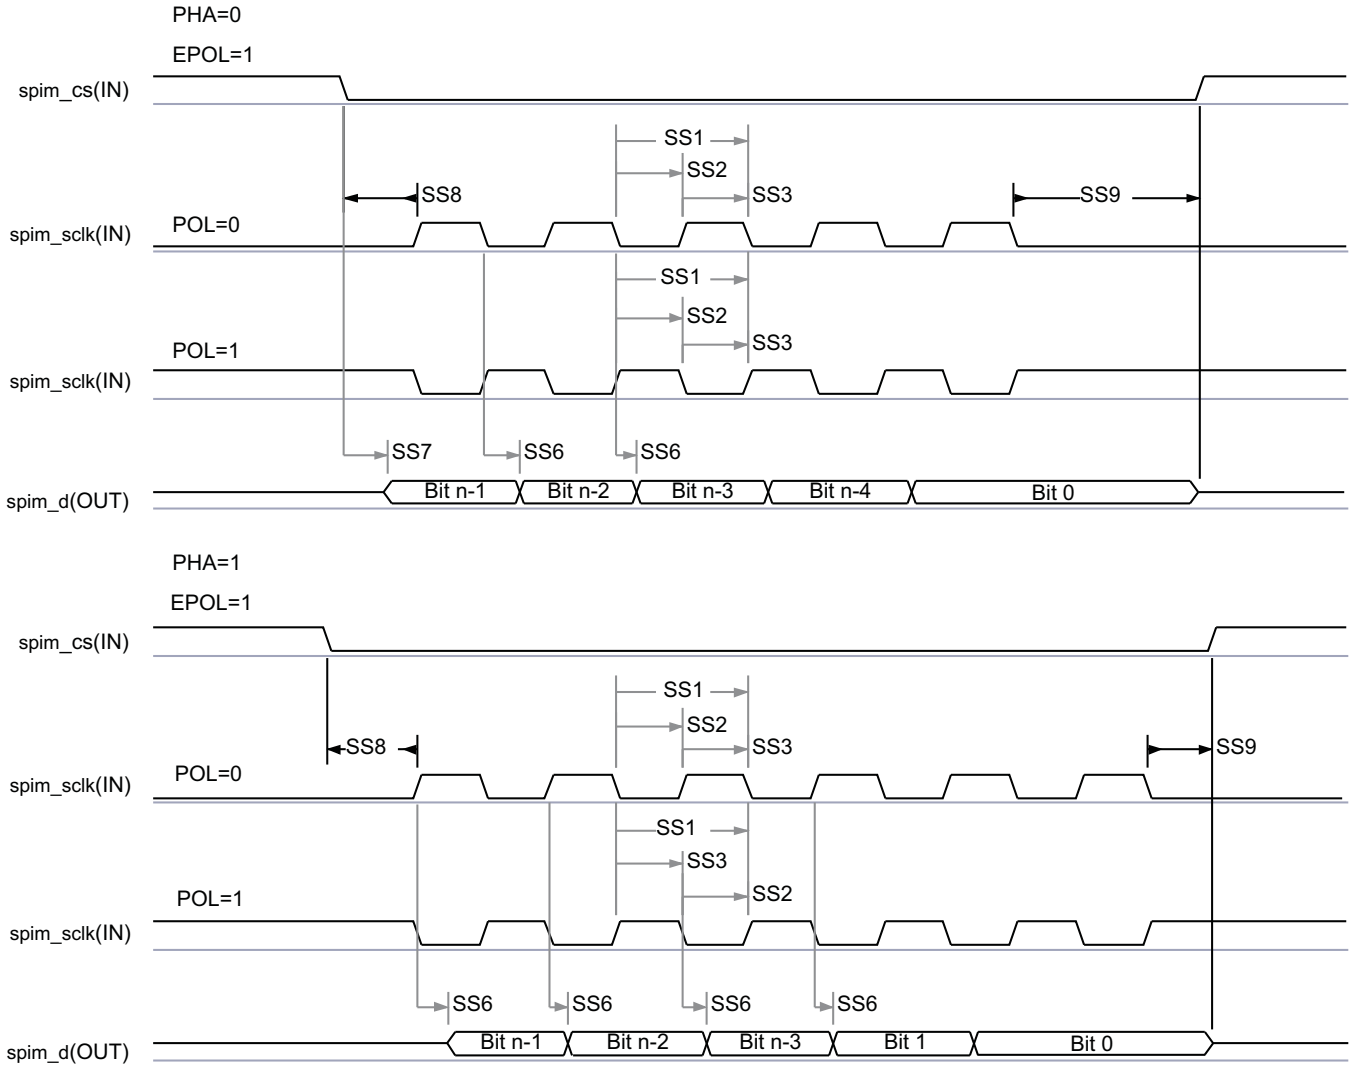 PHA=0
EPOL=1
spim_cs(IN)
SS1
SS2
SS8 SS3 SS9
POL=0
spim_sclk(IN)
SS1
SS2
SS3
POL=1
spim_sclk(IN)
SS7 SS6 SS6
Bit n-1 Bit n-2 Bit n-3 Bit n-4 Bit 0
spim_d(OUT)
PHA=1
EPOL=1
spim_cs(IN)
SS1
SS2
SS8 SS3 SS9
POL=0
spim_sclk(IN)
SS1
SS3
SS2
POL=1
spim_sclk(IN)
SS6 SS6 SS6 SS6
Bit n-1 Bit n-2 Bit n-3 Bit 1 Bit 0
spim_d(OUT)